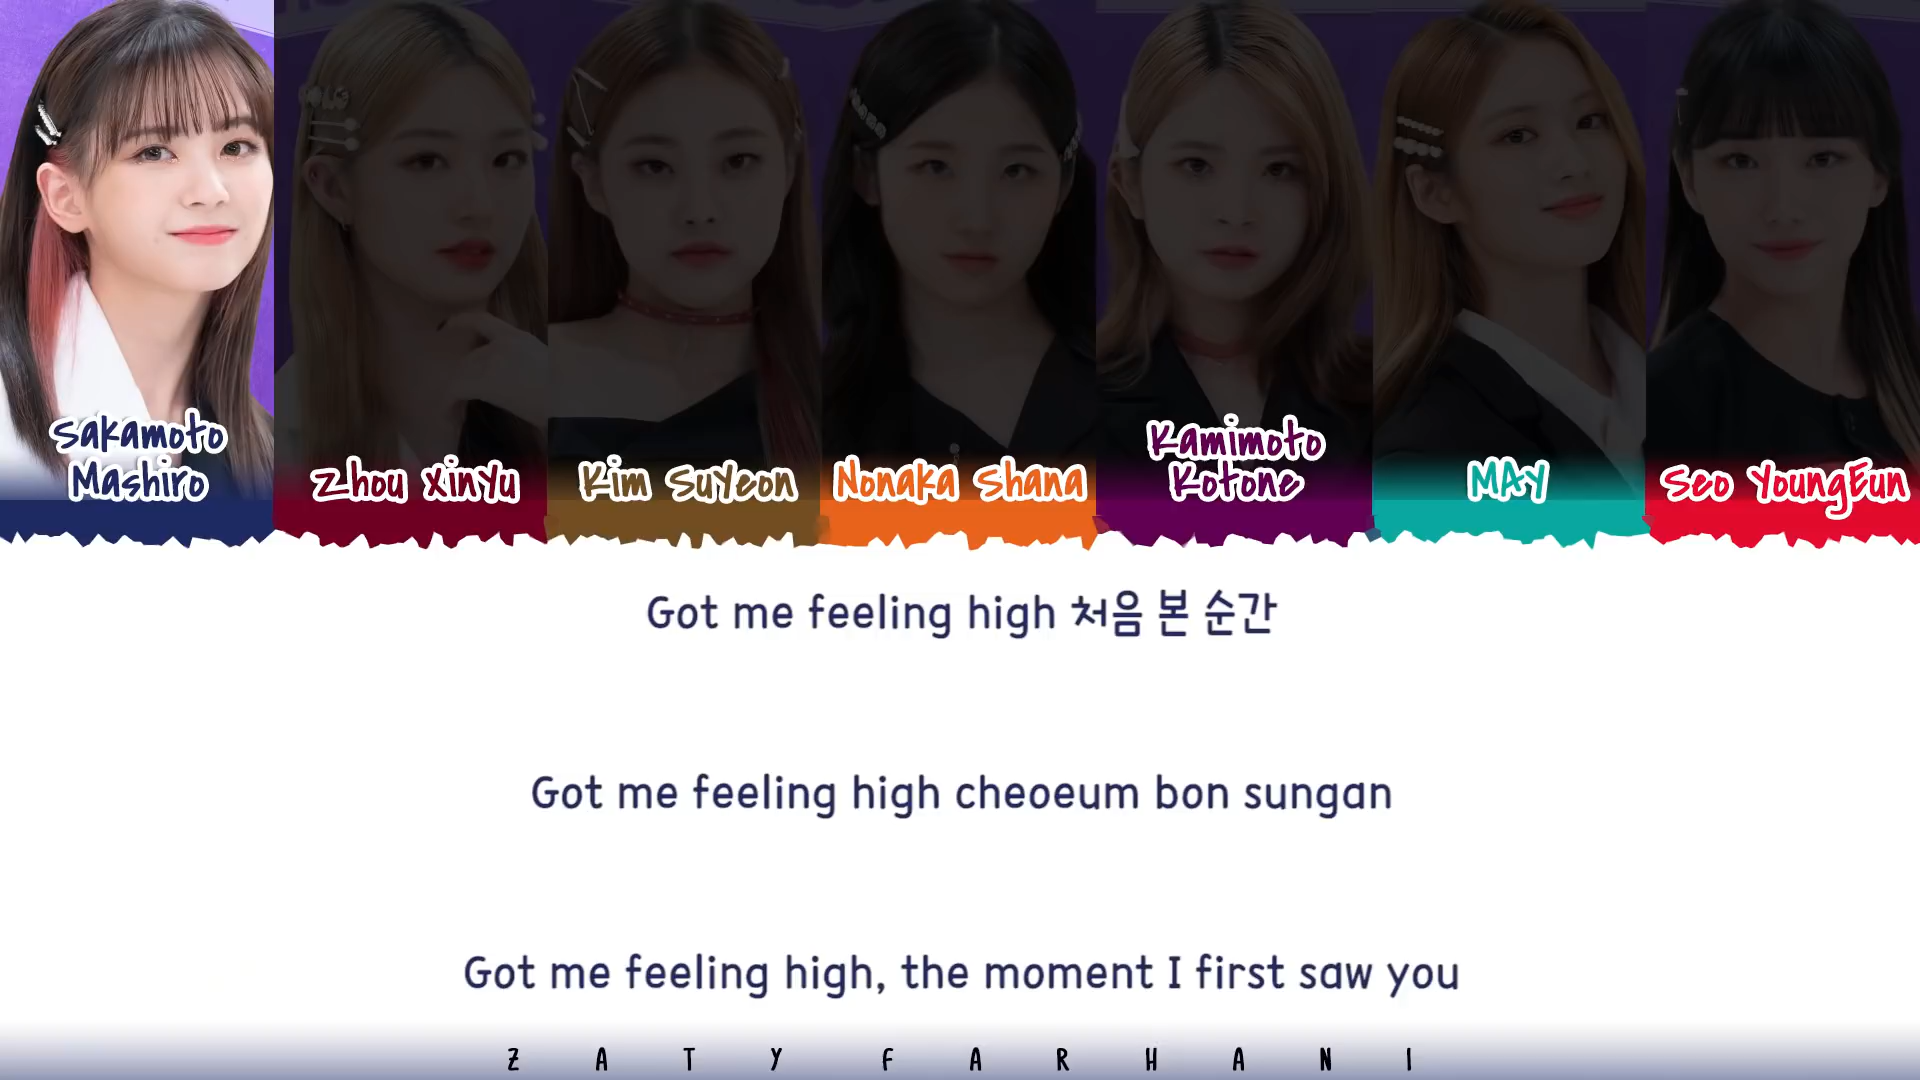 Sakamoto
Mashiro
Zhou XinYu
Kim SuYeon
Nonaka Shana
Kamimoto
Kotone
MAy
Seo YoungEun
Got me feeling high 처음 본 순간
Got me feeling high cheoeum bon sungan
Got me feeling high, the moment I first saw you
ZATY FARHANI